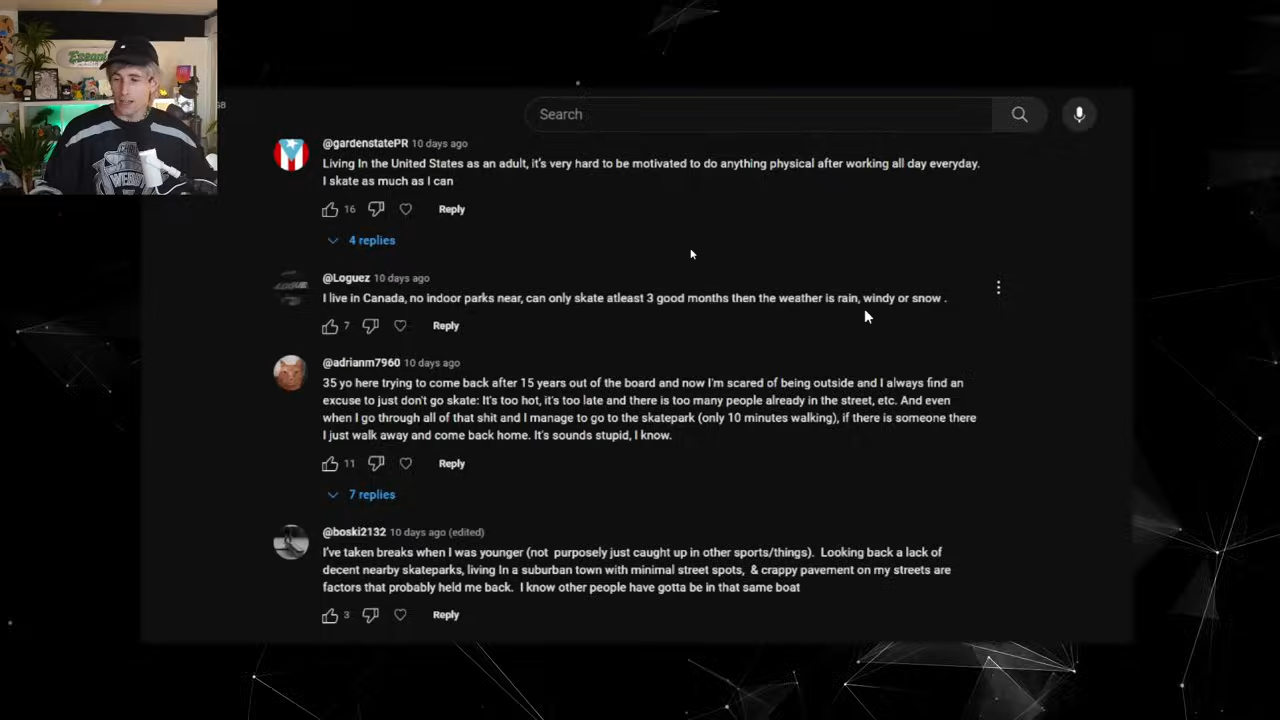 Search
@gardenstatePR 10 days ago
Living In the United States as an adult, it's very hard to be motivated to do anything physical after working all day everyday.
I skate as much as I can
16 Reply
4 replies
@Loguez 10 days ago
I live in Canada, no indoor parks near, can only skate atleast 3 good months then the weather is rain, windy or snow .
7 Reply
@adrianm7960 10 days ago
35 yo here trying to come back after 15 years out of the board and now I'm scared of being outside and I always find an
excuse to just don't go skate: It's too hot, it's too late and there is too many people already in the street, etc. And even
when I go through all of that shit and I manage to go to the skatepark (only 10 minutes walking), if there is someone there
I just walk away and come back home. It's sounds stupid, I know.
11 Reply
7 replies
@boski2132 10 days ago (edited)
I've taken breaks when I was younger (not purposely just caught up in other sports/things). Looking back a lack of
decent nearby skateparks, living In a suburban town with minimal street spots, & crappy pavement on my streets are
factors that probably held me back. I know other people have gotta be in that same boat
3 Reply